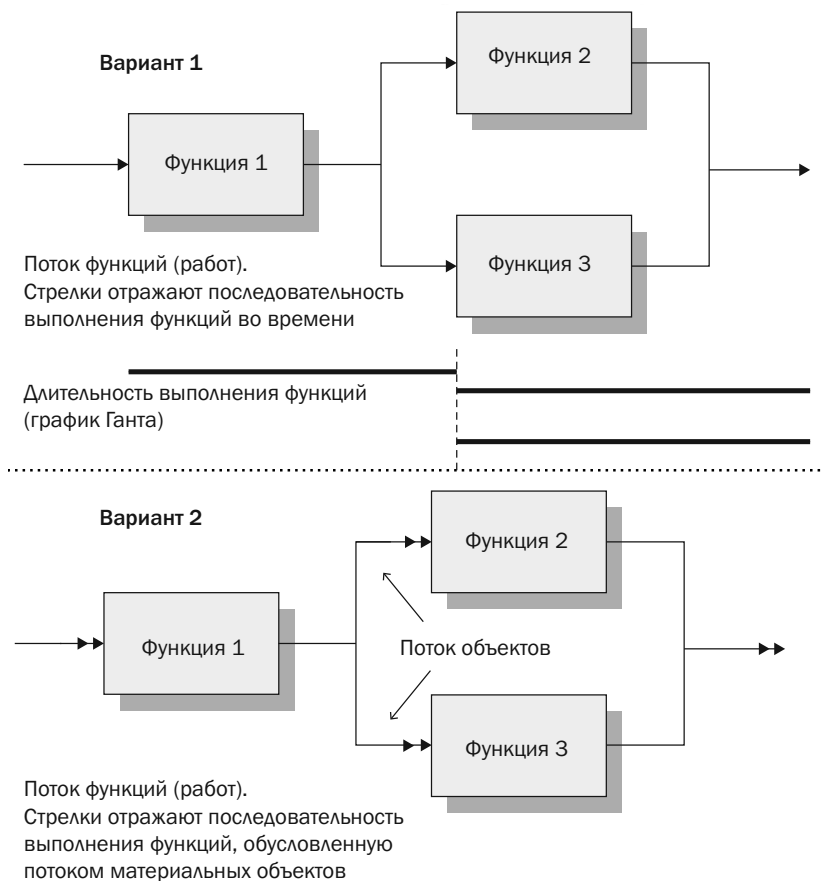 Вариант 1
Функция 2
Функция 1
Функция 3
Поток функций (работ).
Стрелки отражают последовательность
выполнения функций во времени
Длительность выполнения функций
(график Ганта)
Вариант 2
Функция 2
Функция 1
Поток объектов
Функция 3
Поток функций (работ).
Стрелки отражают последовательность
выполнения функций, обусловленную
потоком материальных объектов